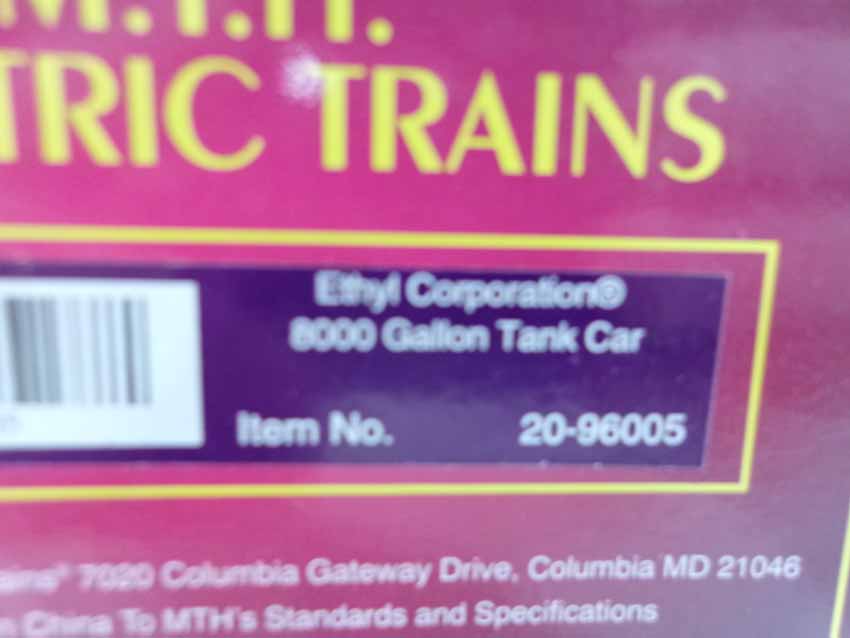 M.T.H.
TRIC TRAINS
Ethyl Corporation®
8000 Gallon Tank Car
Item No. 20-96005
ains® 7020 Columbia Gateway Drive, Columbia MD 21046
China To MTH's Standards and Specifications